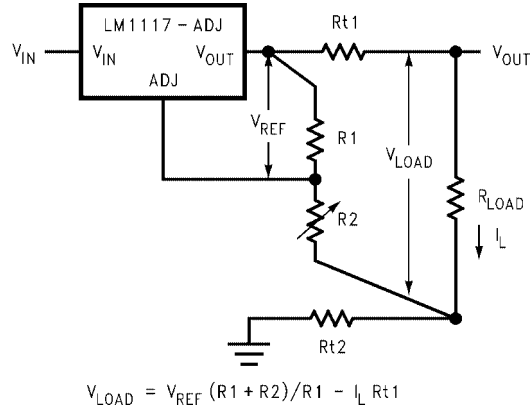 LM1117-ADJ
V_IN
V_IN
V_OUT
ADJ
Rt1
V_OUT
V_REF
R1
V_LOAD
R2
R_LOAD
I_L
Rt2
V_LOAD = V_REF (R1 + R2)/R1 - I_L Rt1